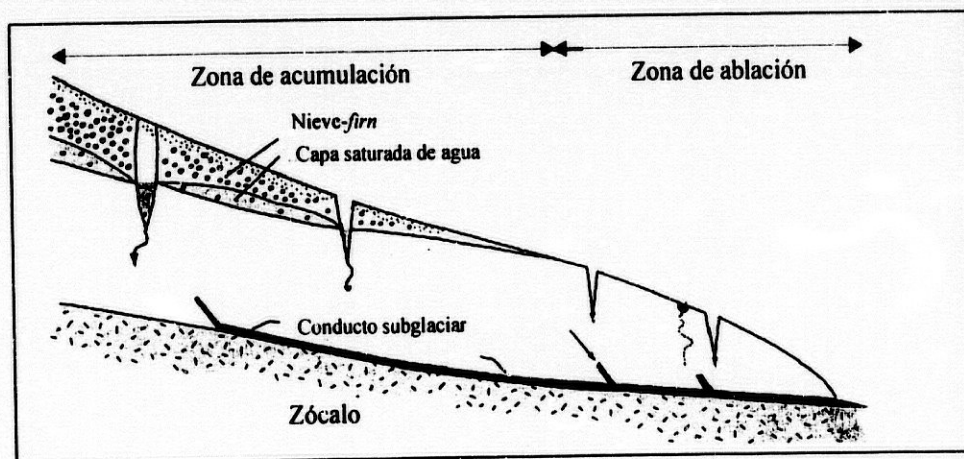 Zona de acumulación
Zona de ablación
Nieve-firn
Capa saturada de agua
Conducto subglaciar
Zócalo